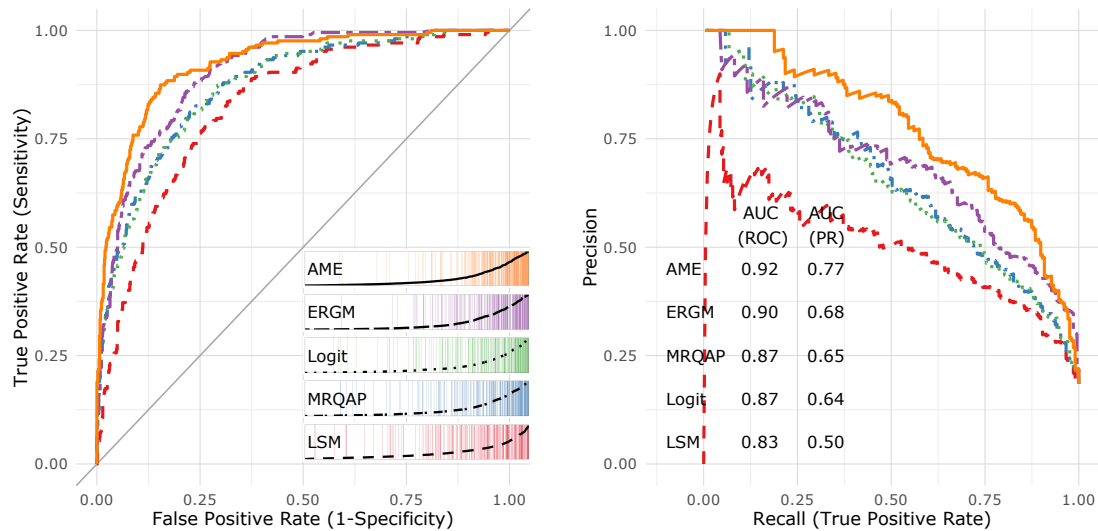 1.00
0.75
0.50
0.25
0.00
True Positive Rate (Sensitivity)
AME
ERGM
Logit
MRQAP
LSM
0.00 0.25 0.50 0.75 1.00
False Positive Rate (1-Specificity)
1.00
0.75
0.50
0.25
0.00
Precision
AUC AUC
(ROC) (PR)
AME 0.92 0.77
ERGM 0.90 0.68
MRQAP 0.87 0.65
Logit 0.87 0.64
LSM 0.83 0.50
0.00 0.25 0.50 0.75 1.00
Recall (True Positive Rate)